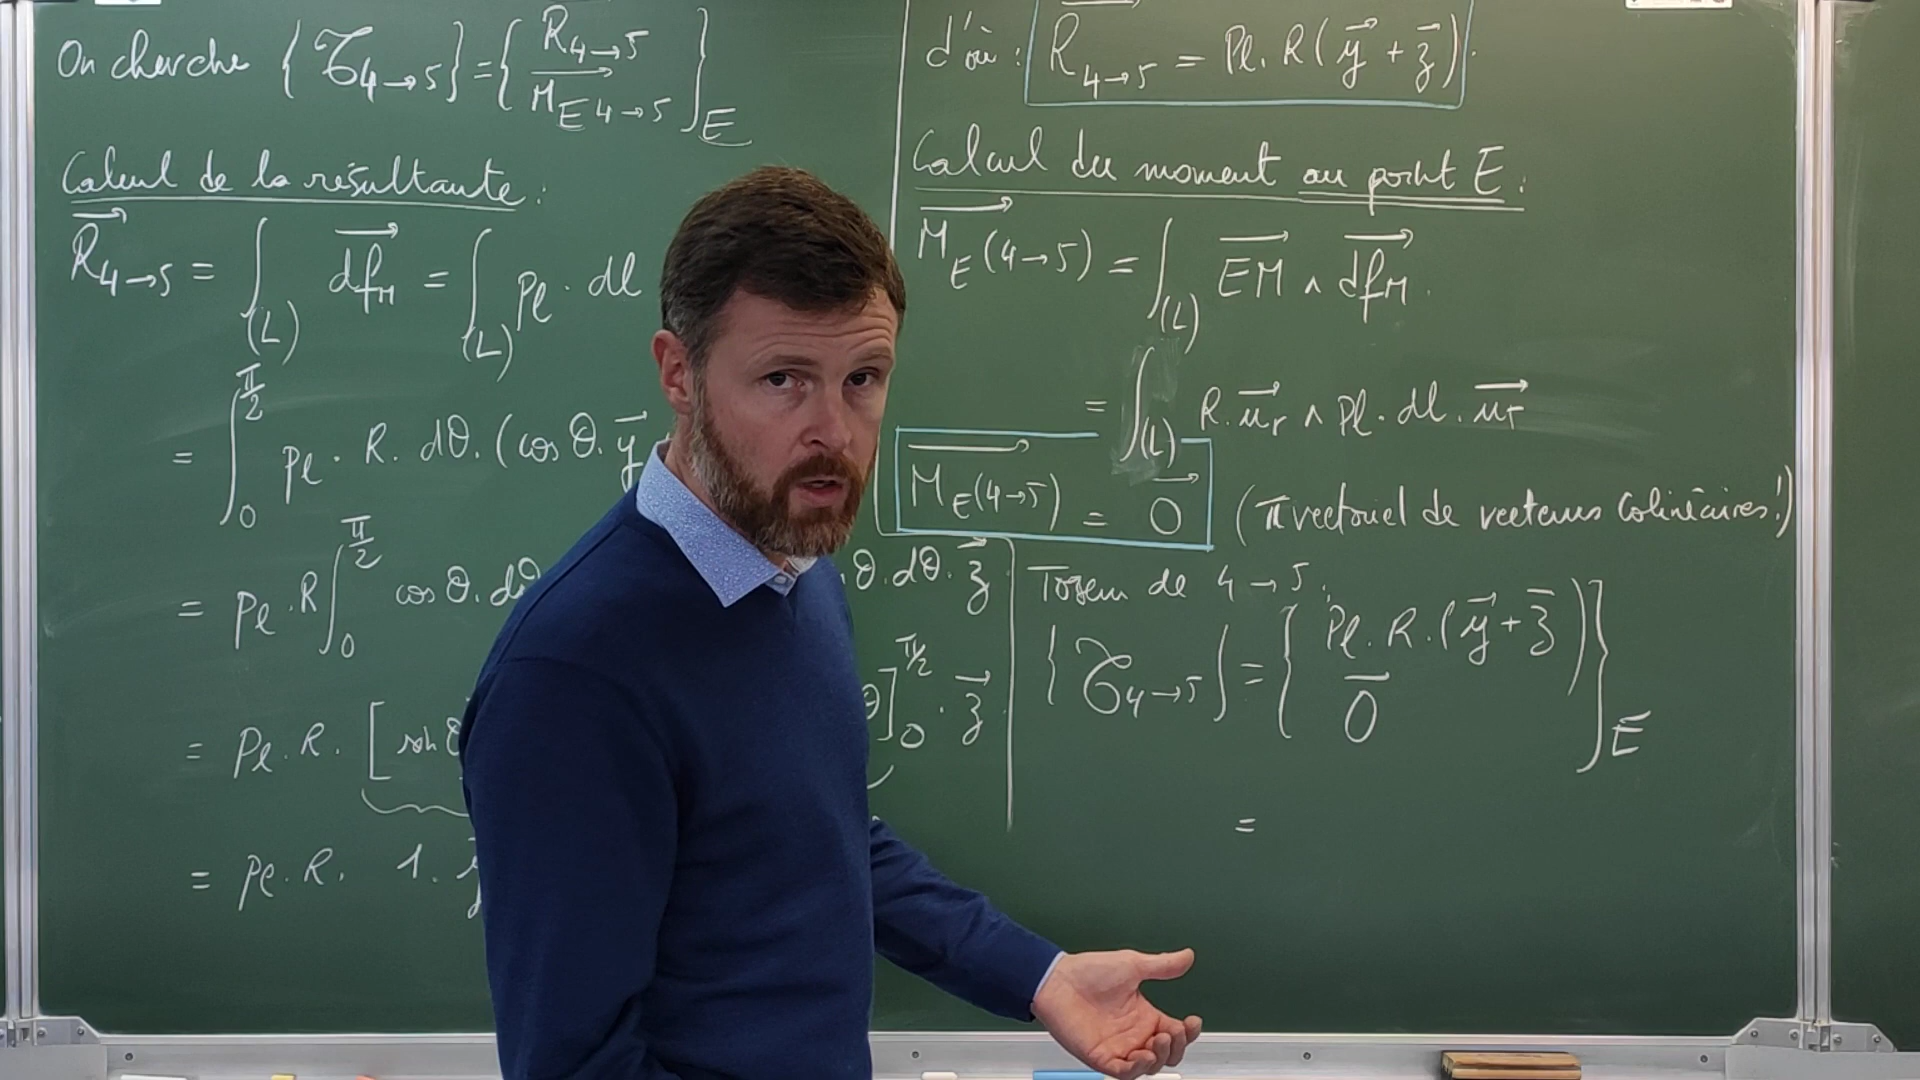 On cherche { 𝒯4→5 } = { R4→5 ME 4→5 }E
Calcul de la résultante :
R4→5 = ∫(L) dfM = ∫(L) pl · dl
= ∫0 π/2 pl · R. dθ. (cos θ. y
= pl · R ∫0 π/2 cos θ. dθ
θ. dθ. z
= Pl. R. [ sin θ
θ]0 π/2 · z
= pl. R. 1.
d'où : R4→5 = Pl. R ( y + z ).
Calcul du moment au point E :
ME (4→5) = ∫(L) EM ∧ dfM.
= ∫(L) R. ur ∧ pl. dl. ur
ME(4→5) = 0 (π vectoriel de vecteurs colinéaires!)
Torseur de 4→5 :
{ 𝒯4→5 } = { Pl. R. ( y + z ) 0 }E
=